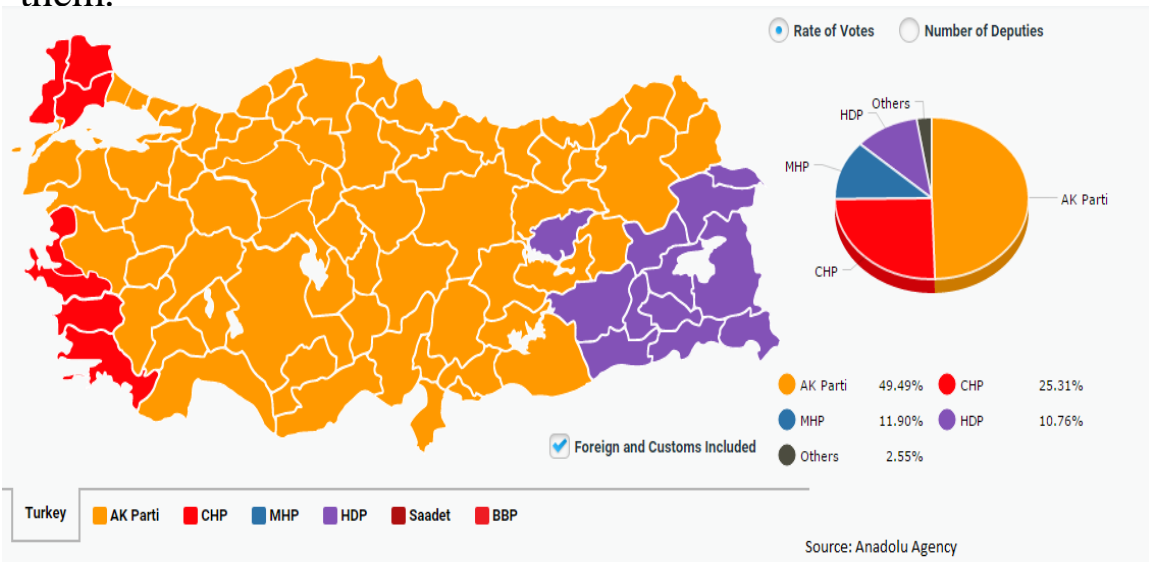 them.
Rate of Votes Number of Deputies
Others
HDP
MHP
AK Parti
CHP
AK Parti 49.49% CHP 25.31%
MHP 11.90% HDP 10.76%
Others 2.55%
Foreign and Customs Included
Turkey AK Parti CHP MHP HDP Saadet BBP
Source: Anadolu Agency